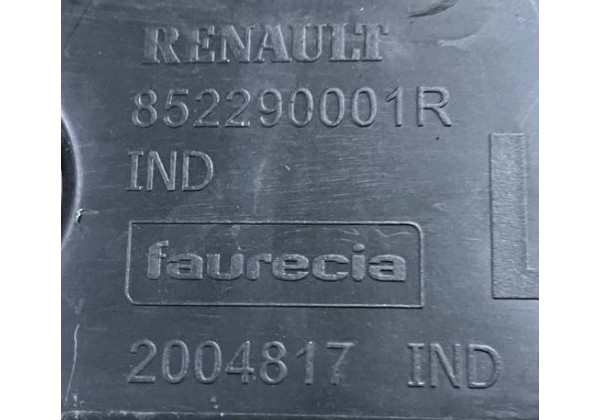 RENAULT
852290001R
IND
faurecia
2004817 IND
L